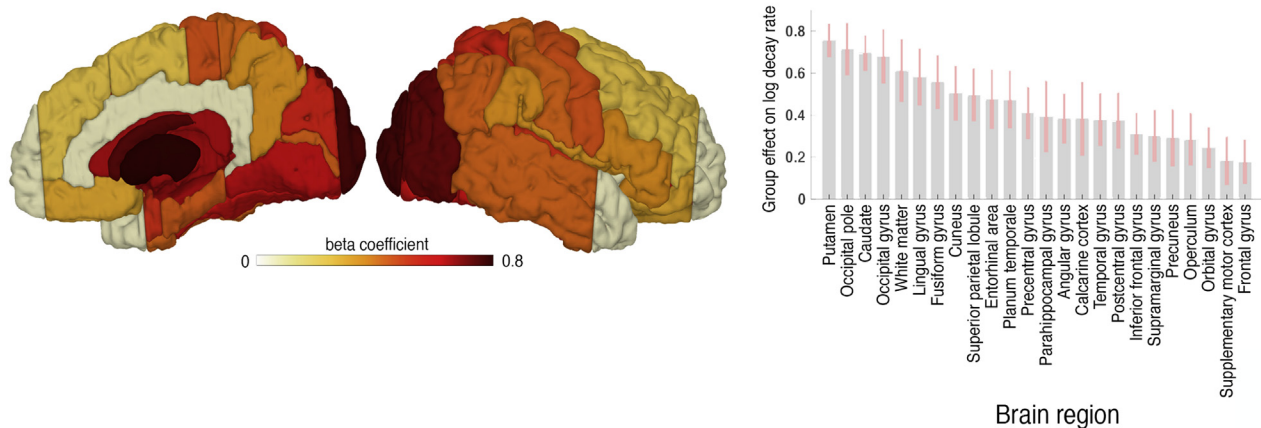 beta coefficient
0
0.8
Group effect on log decay rate
0.8
0.6
0.4
0.2
0
Putamen
Occipital pole
Caudate
Occipital gyrus
White matter
Lingual gyrus
Fusiform gyrus
Cuneus
Superior parietal lobule
Entorhinal area
Planum temporale
Precentral gyrus
Parahippocampal gyrus
Angular gyrus
Calcarine cortex
Temporal gyrus
Postcentral gyrus
Inferior frontal gyrus
Supramarginal gyrus
Precuneus
Operculum
Orbital gyrus
Supplementary motor cortex
Frontal gyrus
Brain region